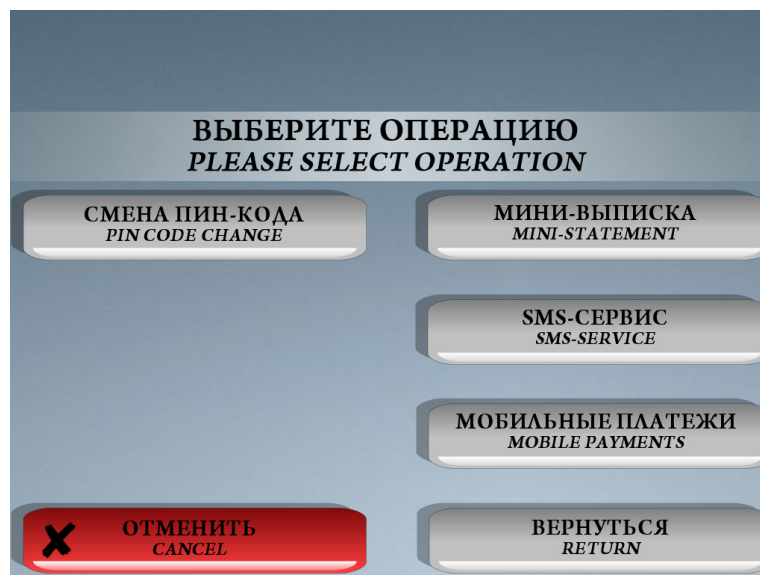 ВЫБЕРИТЕ ОПЕРАЦИЮ
PLEASE SELECT OPERATION
СМЕНА ПИН-КОДА
PIN CODE CHANGE
МИНИ-ВЫПИСКА
MINI-STATEMENT
SMS-СЕРВИС
SMS-SERVICE
МОБИЛЬНЫЕ ПЛАТЕЖИ
MOBILE PAYMENTS
ОТМЕНИТЬ
CANCEL
ВЕРНУТЬСЯ
RETURN